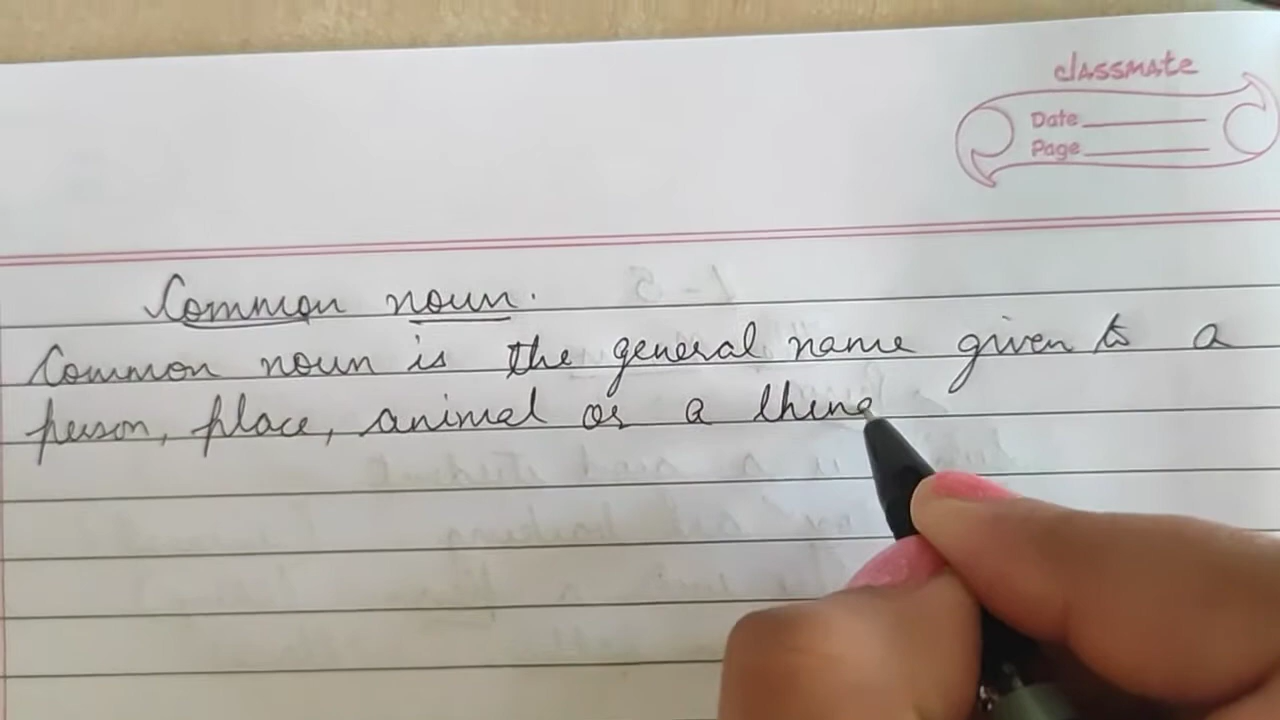 classmate
Date
Page
Common noun.
Common noun is the general name given to a
person, place, animal or a thing